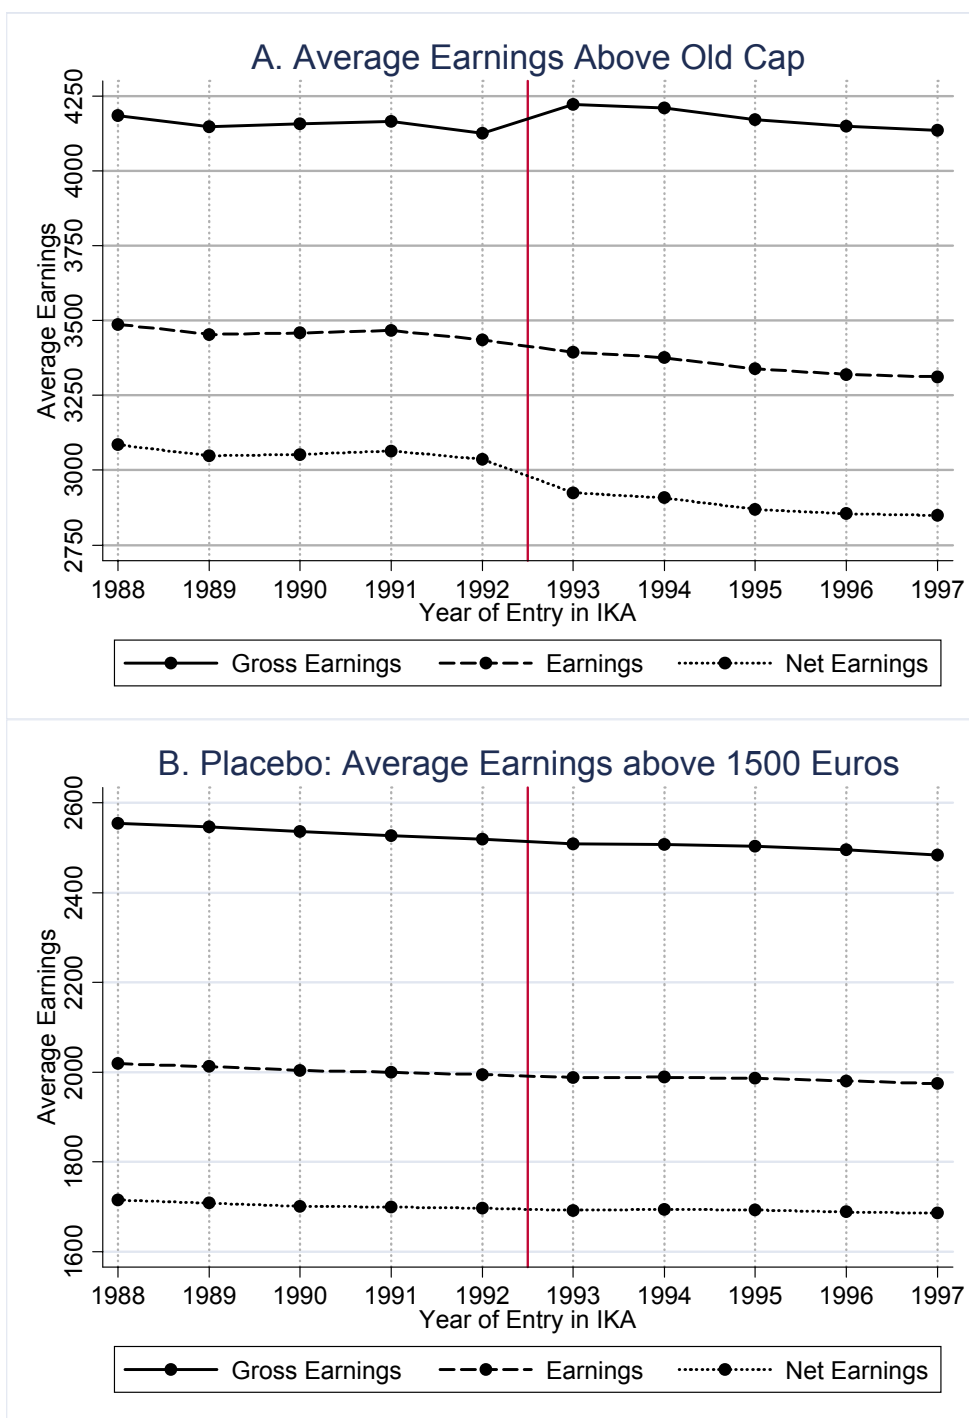 A. Average Earnings Above Old Cap
Average Earnings
4250
4000
3750
3500
3250
3000
2750
1988 1989 1990 1991 1992 1993 1994 1995 1996 1997
Year of Entry in IKA
Gross Earnings Earnings Net Earnings
B. Placebo: Average Earnings above 1500 Euros
Average Earnings
2600
2400
2200
2000
1800
1600
1988 1989 1990 1991 1992 1993 1994 1995 1996 1997
Year of Entry in IKA
Gross Earnings Earnings Net Earnings